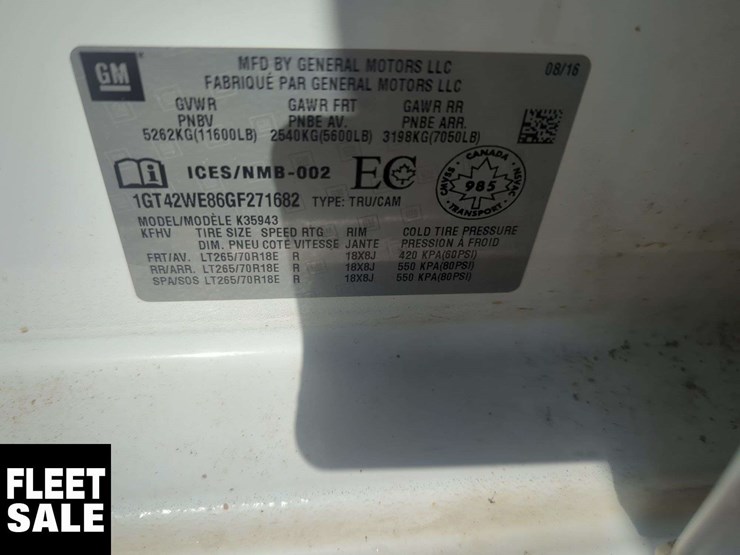 GM
MFD BY GENERAL MOTORS LLC
08/16
FABRIQUÉ PAR GENERAL MOTORS LLC
GVWR GAWR FRT GAWR RR
PNBV PNBE AV. PNBE ARR.
5262KG(11600LB) 2540KG(5600LB) 3198KG(7050LB)
ICES/NMB-002 EC
CANADA
CMVSS 985 NVAC
TRANSPORT
1GT42WE86GF271682 TYPE: TRU/CAM
MODEL/MODÈLE K35943
KFHV TIRE SIZE SPEED RTG RIM COLD TIRE PRESSURE
DIM. PNEU COTE VITESSE JANTE PRESSION À FROID
FRT/AV. LT265/70R18E R 18X8J 420 KPA(60PSI)
RR/ARR. LT265/70R18E R 18X8J 550 KPA(80PSI)
SPA/SOS LT265/70R18E R 18X8J 550 KPA(80PSI)
FLEET
SALE